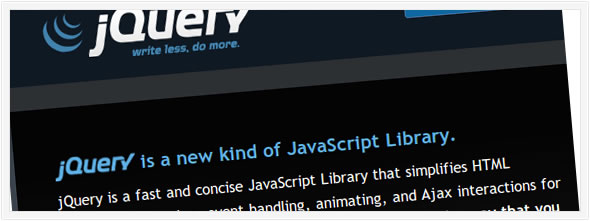 jQuery
write less, do more.
jQuery is a new kind of JavaScript Library.
jQuery is a fast and concise JavaScript Library that simplifies HTML
event handling, animating, and Ajax interactions for
that you